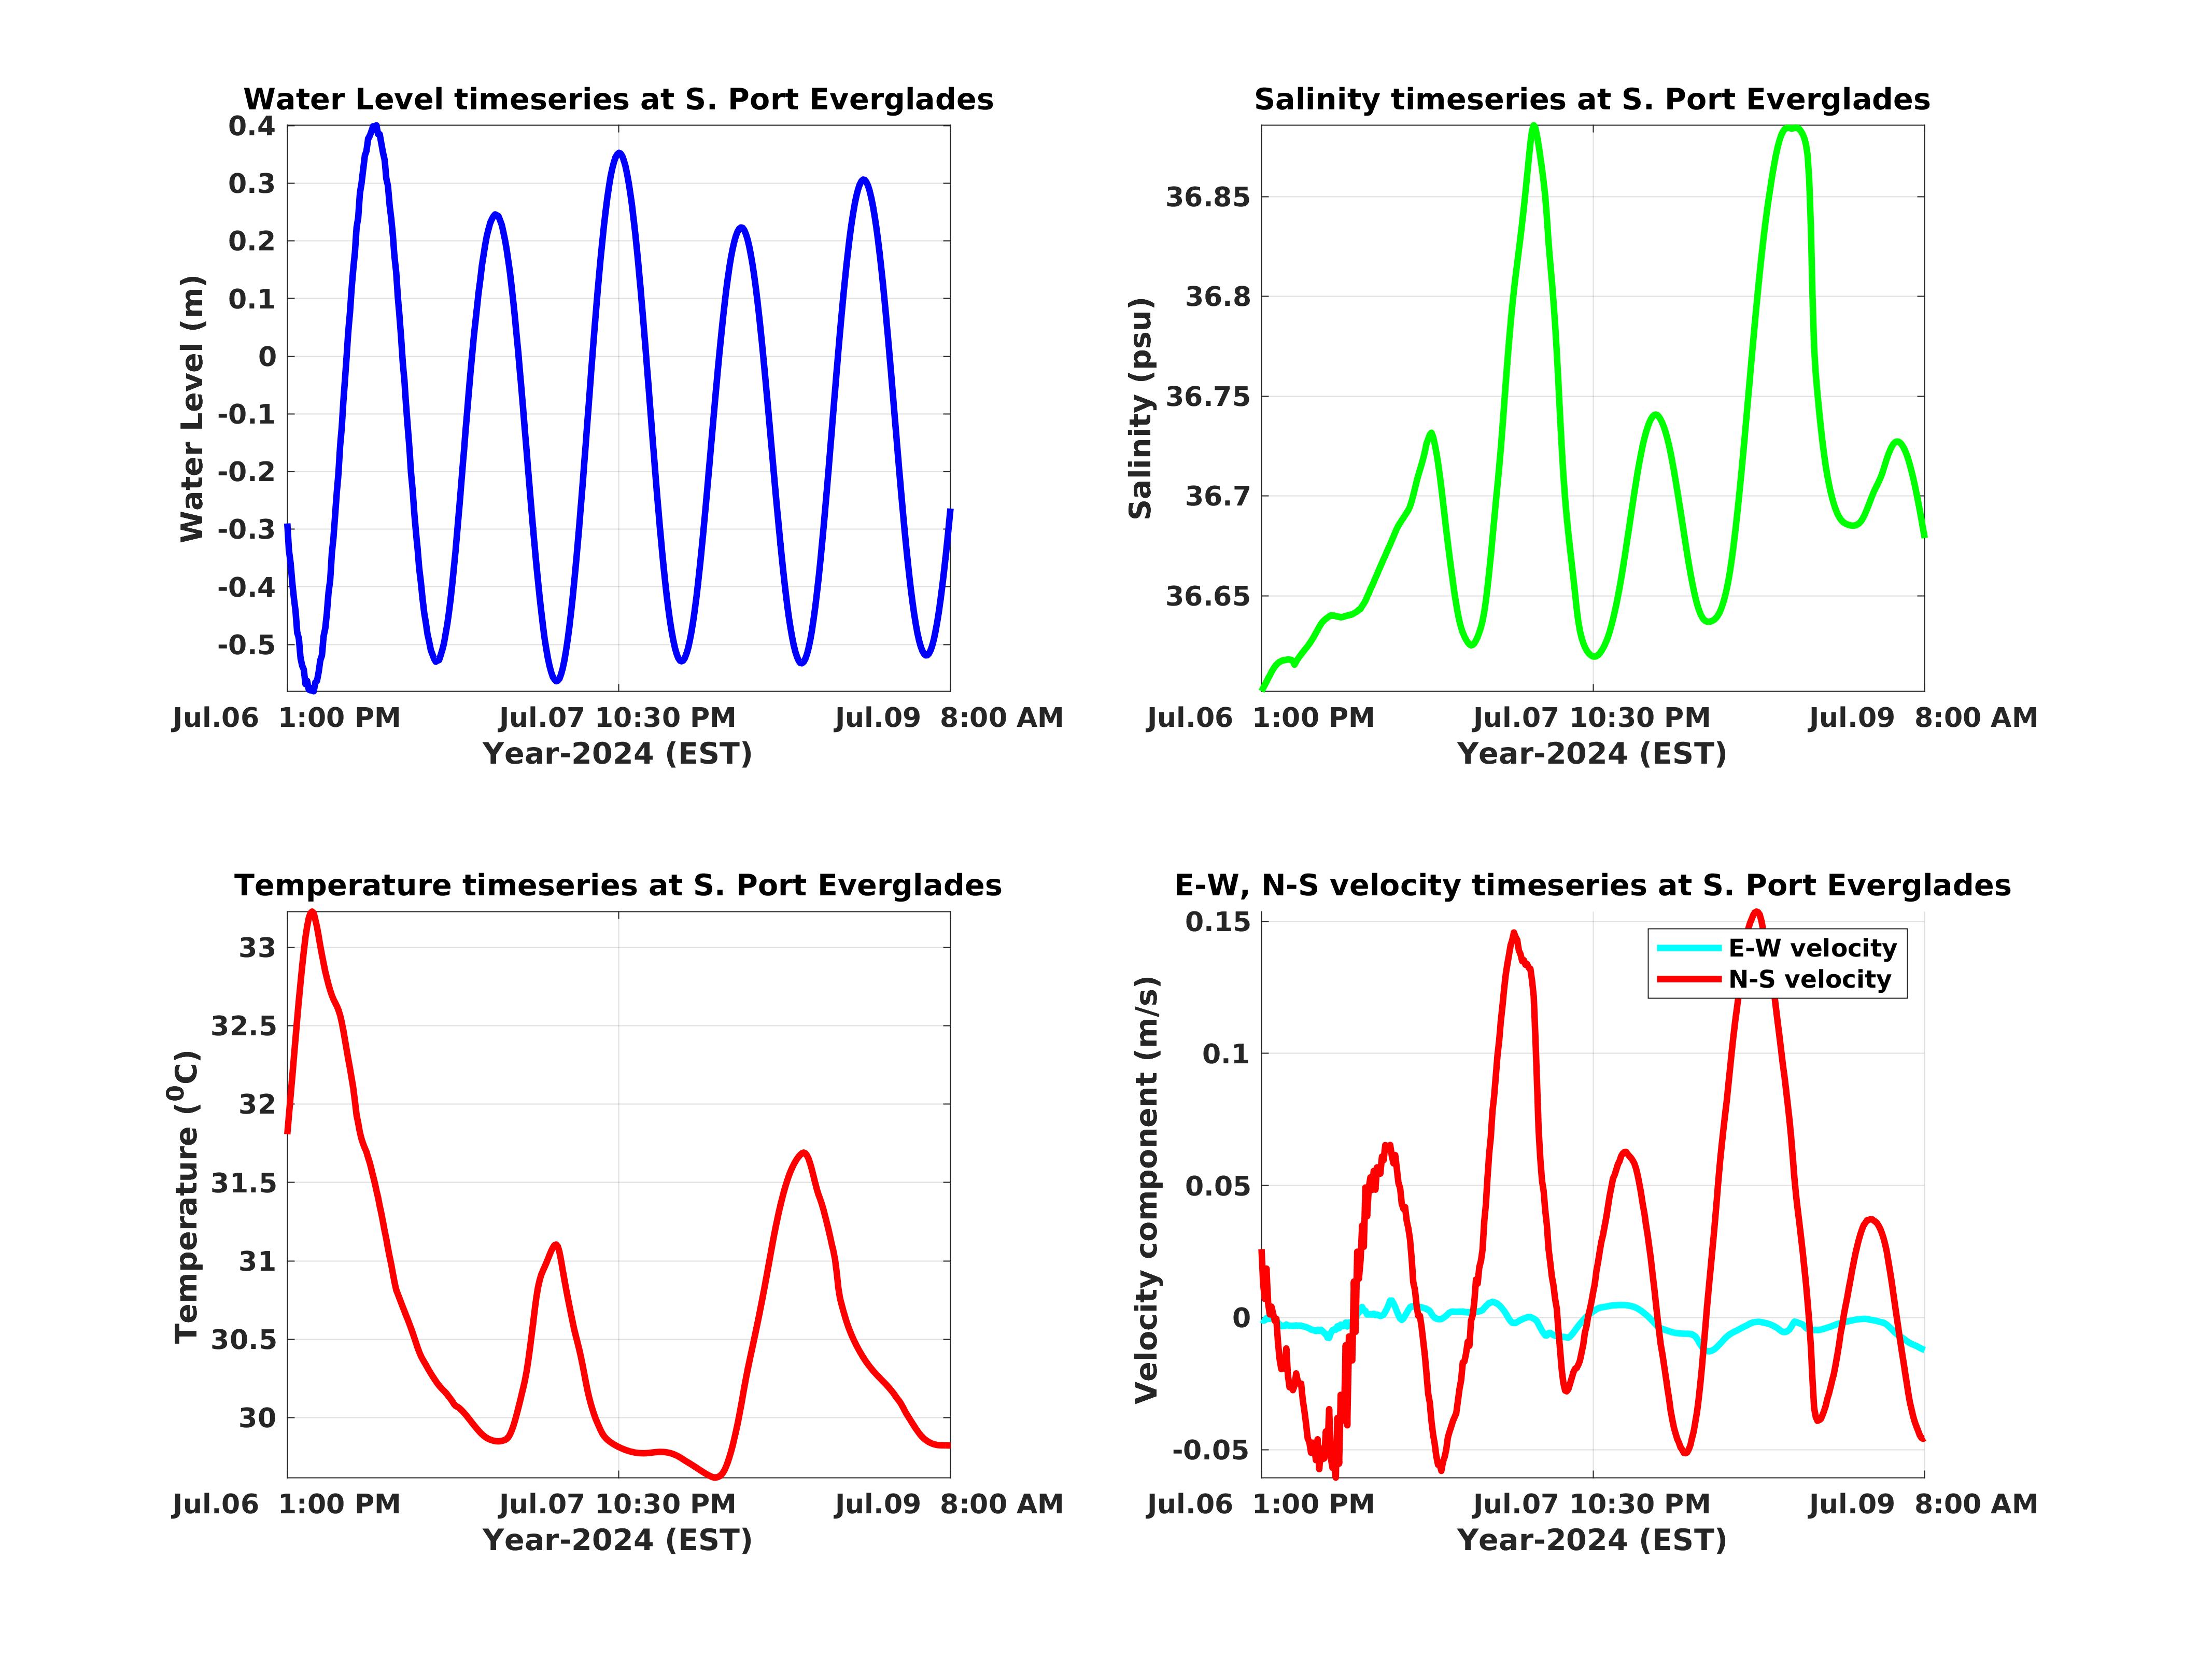 Water Level timeseries at S. Port Everglades
0.4
0.3
0.2
0.1
0
-0.1
-0.2
-0.3
-0.4
-0.5
Water Level (m)
Jul.06 1:00 PM Jul.07 10:30 PM Jul.09 8:00 AM
Year-2024 (EST)
Salinity timeseries at S. Port Everglades
36.85
36.8
36.75
36.7
36.65
Salinity (psu)
Jul.06 1:00 PM Jul.07 10:30 PM Jul.09 8:00 AM
Year-2024 (EST)
Temperature timeseries at S. Port Everglades
33
32.5
32
31.5
31
30.5
30
Temperature (⁰C)
Jul.06 1:00 PM Jul.07 10:30 PM Jul.09 8:00 AM
Year-2024 (EST)
E-W, N-S velocity timeseries at S. Port Everglades
0.15
0.1
0.05
0
-0.05
Velocity component (m/s)
E-W velocity
N-S velocity
Jul.06 1:00 PM Jul.07 10:30 PM Jul.09 8:00 AM
Year-2024 (EST)